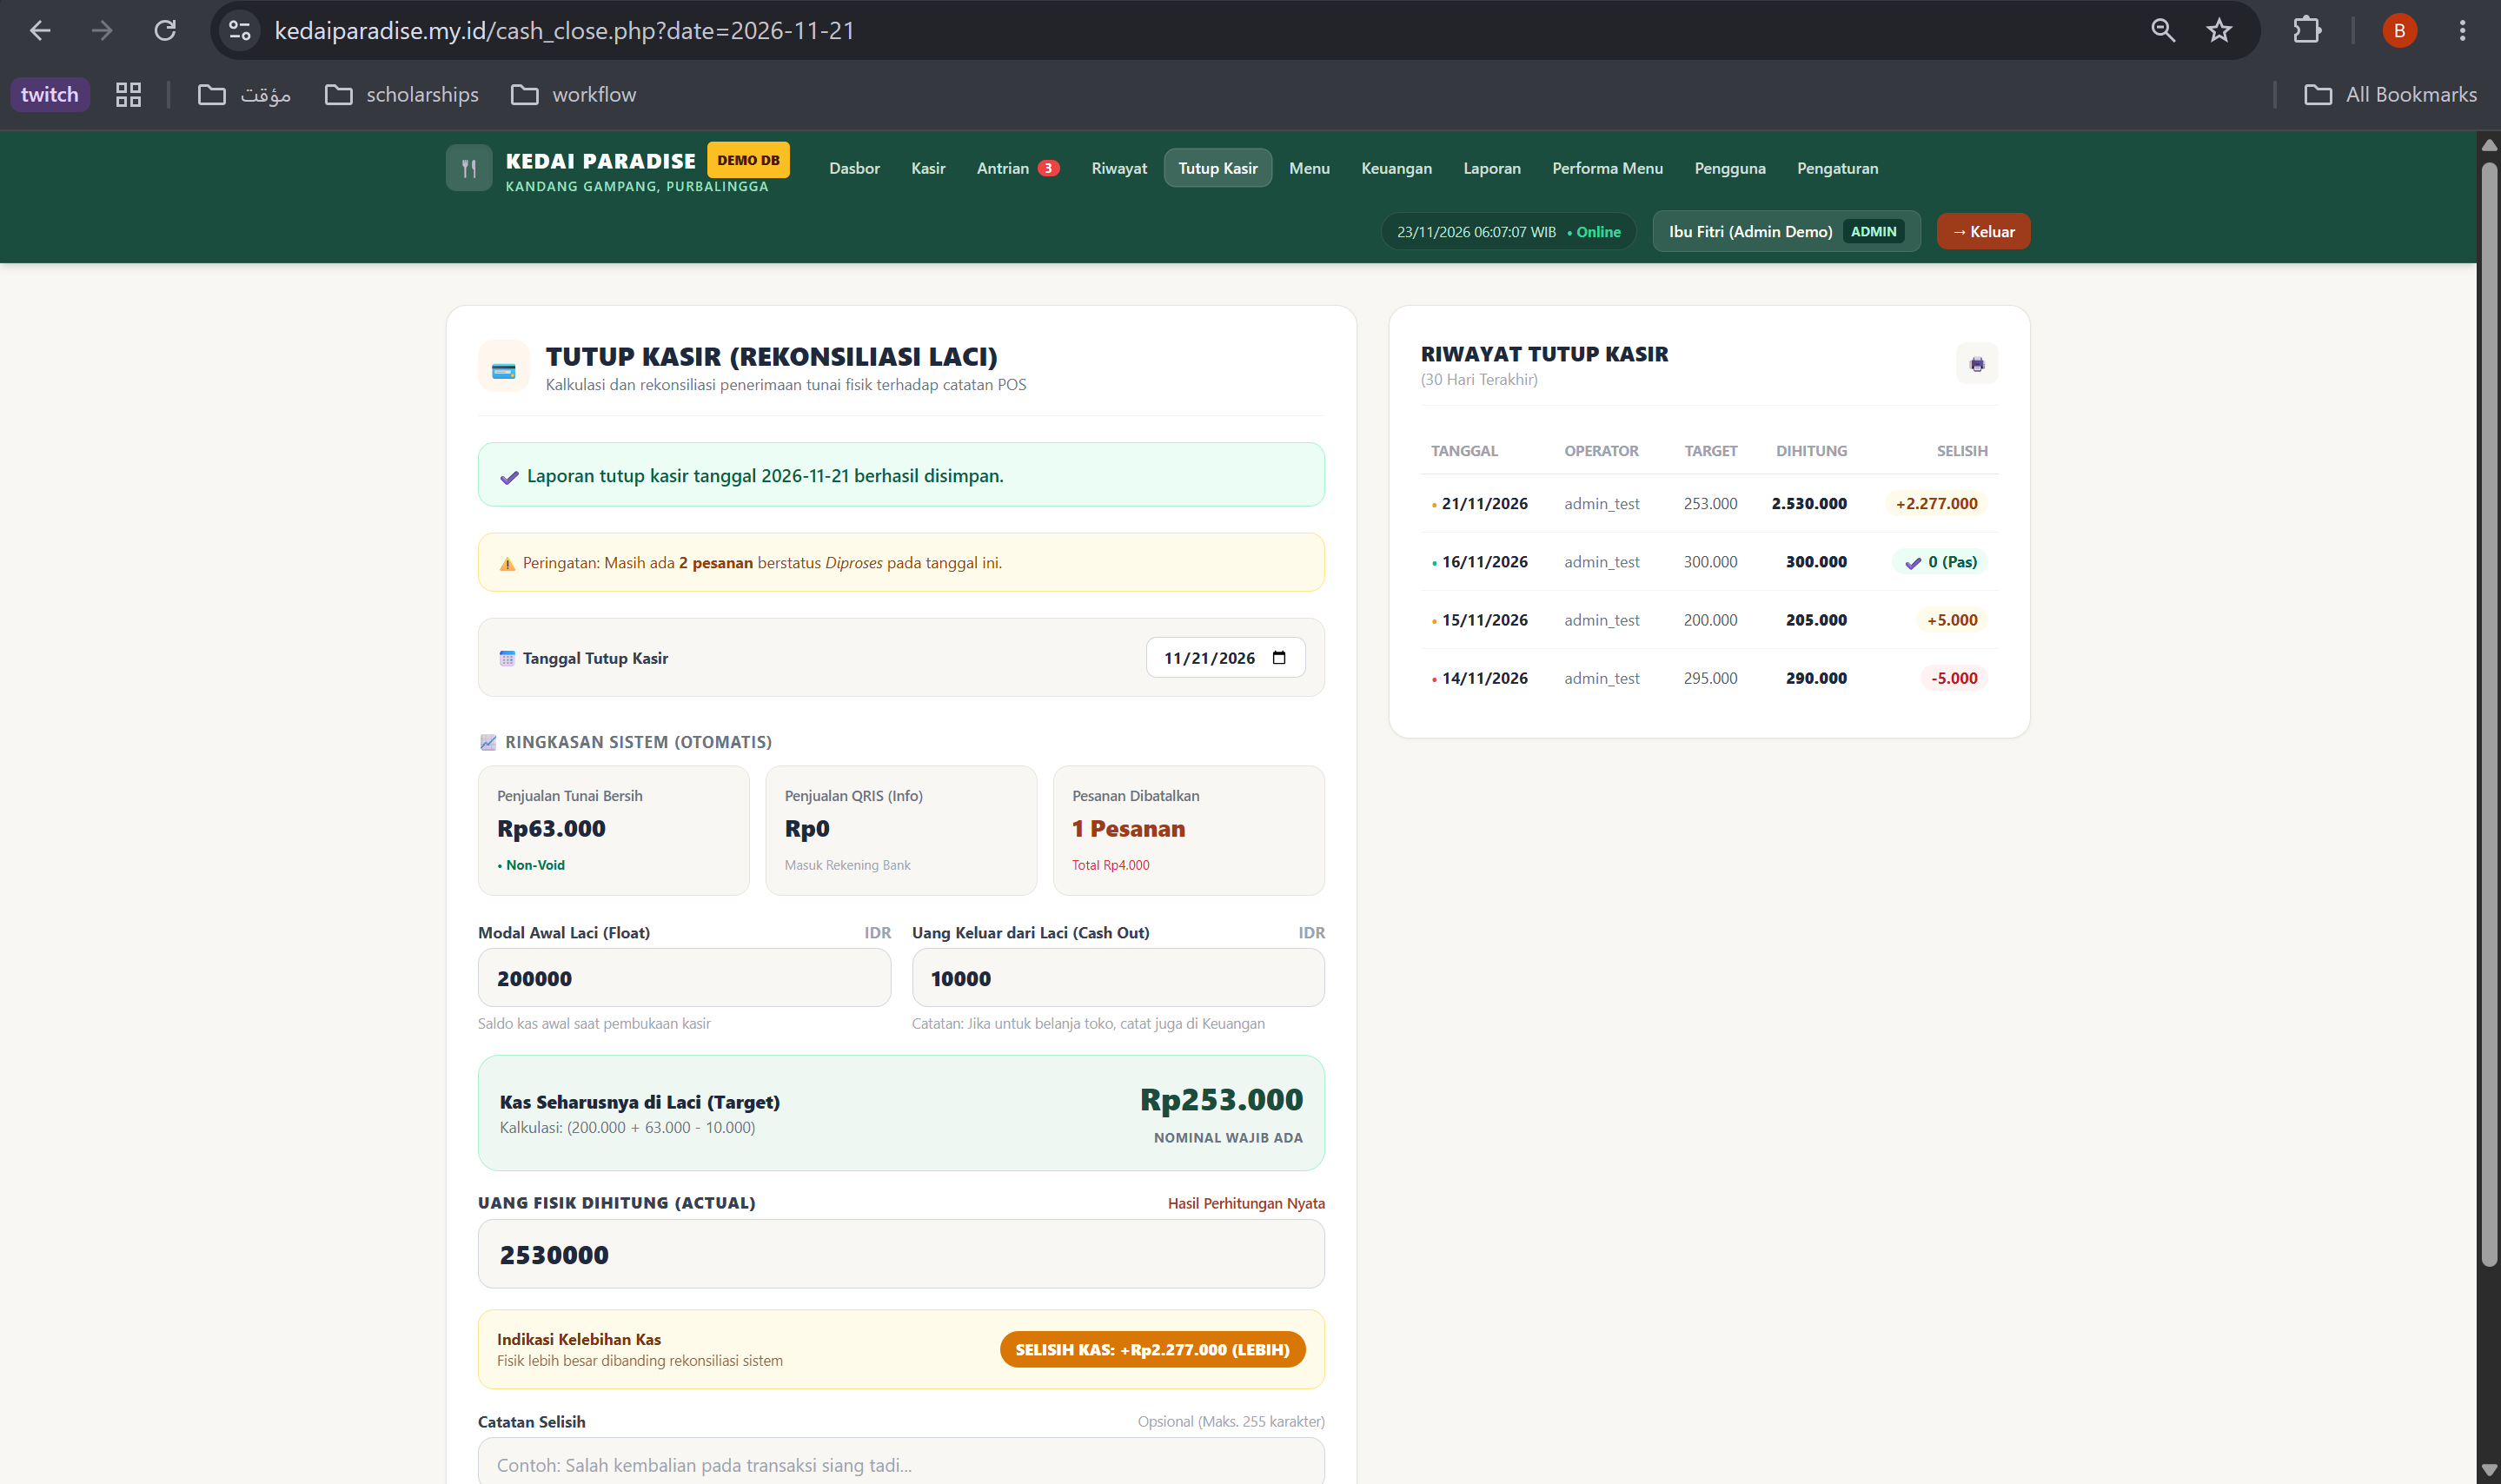 kedaiparadise.my.id/cash_close.php?date=2026-11-21
B
twitch
مؤقت
scholarships
workflow
All Bookmarks
KEDAI PARADISE
DEMO DB
KANDANG GAMPANG, PURBALINGGA
Dasbor
Kasir
Antrian 3
Riwayat
Tutup Kasir
Menu
Keuangan
Laporan
Performa Menu
Pengguna
Pengaturan
23/11/2026 06:07:07 WIB • Online
Ibu Fitri (Admin Demo) ADMIN
→ Keluar
TUTUP KASIR (REKONSILIASI LACI)
Kalkulasi dan rekonsiliasi penerimaan tunai fisik terhadap catatan POS
Laporan tutup kasir tanggal 2026-11-21 berhasil disimpan.
Peringatan: Masih ada 2 pesanan berstatus Diproses pada tanggal ini.
Tanggal Tutup Kasir
11/21/2026
RINGKASAN SISTEM (OTOMATIS)
Penjualan Tunai Bersih
Rp63.000
• Non-Void
Penjualan QRIS (Info)
Rp0
Masuk Rekening Bank
Pesanan Dibatalkan
1 Pesanan
Total Rp4.000
Modal Awal Laci (Float) IDR
200000
Saldo kas awal saat pembukaan kasir
Uang Keluar dari Laci (Cash Out) IDR
10000
Catatan: Jika untuk belanja toko, catat juga di Keuangan
Kas Seharusnya di Laci (Target)
Kalkulasi: (200.000 + 63.000 - 10.000)
Rp253.000
NOMINAL WAJIB ADA
UANG FISIK DIHITUNG (ACTUAL)
Hasil Perhitungan Nyata
2530000
Indikasi Kelebihan Kas
Fisik lebih besar dibanding rekonsiliasi sistem
SELISIH KAS: +Rp2.277.000 (LEBIH)
Catatan Selisih
Opsional (Maks. 255 karakter)
Contoh: Salah kembalian pada transaksi siang tadi...
RIWAYAT TUTUP KASIR
(30 Hari Terakhir)
TANGGAL OPERATOR TARGET DIHITUNG SELISIH
• 21/11/2026 admin_test 253.000 2.530.000 +2.277.000
• 16/11/2026 admin_test 300.000 300.000 0 (Pas)
• 15/11/2026 admin_test 200.000 205.000 +5.000
• 14/11/2026 admin_test 295.000 290.000 -5.000